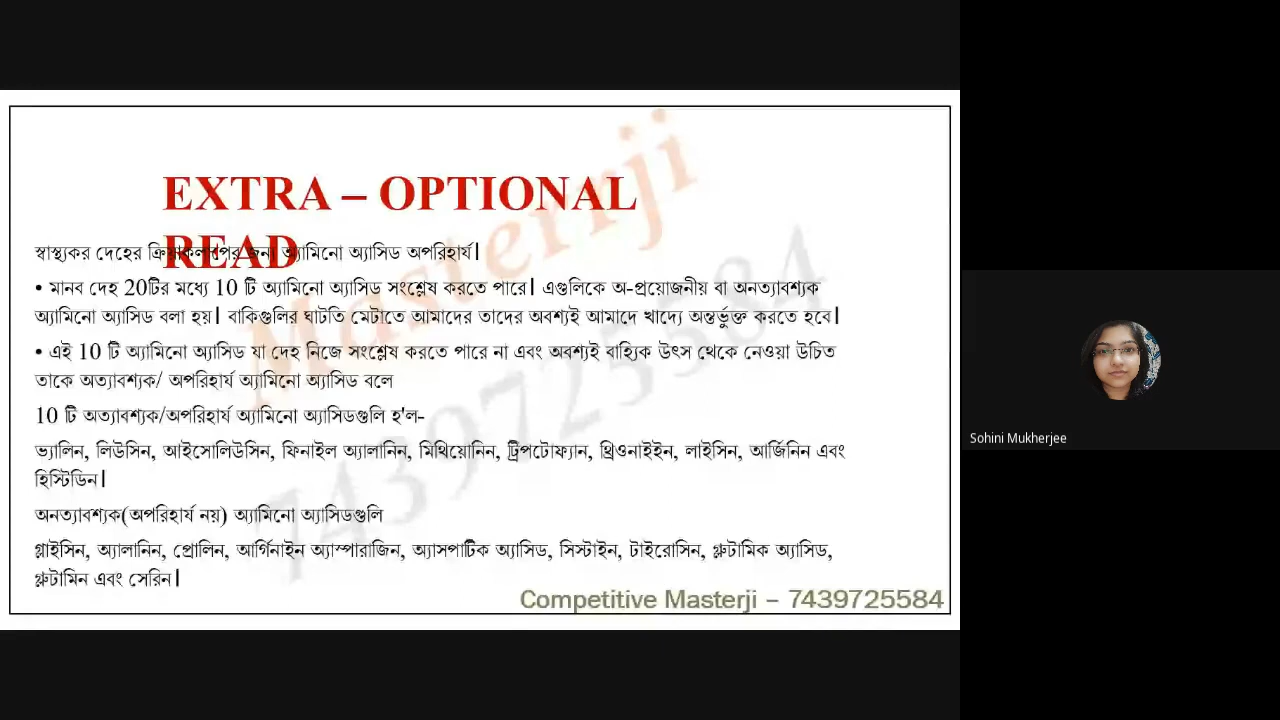 EXTRA – OPTIONAL
READ
স্বাস্থ্যকর দেহের ক্রিয়াকলাপের জন্য অ্যামিনো অ্যাসিড অপরিহার্য।
• মানব দেহ 20টির মধ্যে 10 টি অ্যামিনো অ্যাসিড সংশ্লেষ করতে পারে। এগুলিকে অ-প্রয়োজনীয় বা অনত্যাবশ্যক
অ্যামিনো অ্যাসিড বলা হয়। বাকিগুলির ঘাটতি মেটাতে আমাদের তাদের অবশ্যই আমাদে খাদ্যে অন্তর্ভুক্ত করতে হবে।
• এই 10 টি অ্যামিনো অ্যাসিড যা দেহ নিজে সংশ্লেষ করতে পারে না এবং অবশ্যই বাহ্যিক উৎস থেকে নেওয়া উচিত
তাকে অত্যাবশ্যক/ অপরিহার্য অ্যামিনো অ্যাসিড বলে
10 টি অত্যাবশ্যক/অপরিহার্য অ্যামিনো অ্যাসিডগুলি হ'ল-
ভ্যালিন, লিউসিন, আইসোলিউসিন, ফিনাইল অ্যালানিন, মিথিয়োনিন, ট্রিপটোফ্যান, থ্রিওনাইইন, লাইসিন, আর্জিনিন এবং
হিস্টিডিন।
অনত্যাবশ্যক(অপরিহার্য নয়) অ্যামিনো অ্যাসিডগুলি
গ্লাইসিন, অ্যালানিন, প্রোলিন, আর্গিনাইন অ্যাস্পারাজিন, অ্যাসপার্টিক অ্যাসিড, সিস্টাইন, টাইরোসিন, গ্লুটামিক অ্যাসিড,
গ্লুটামিন এবং সেরিন।
Masterrji
7439725584
Competitive Masterji – 7439725584
Sohini Mukherjee